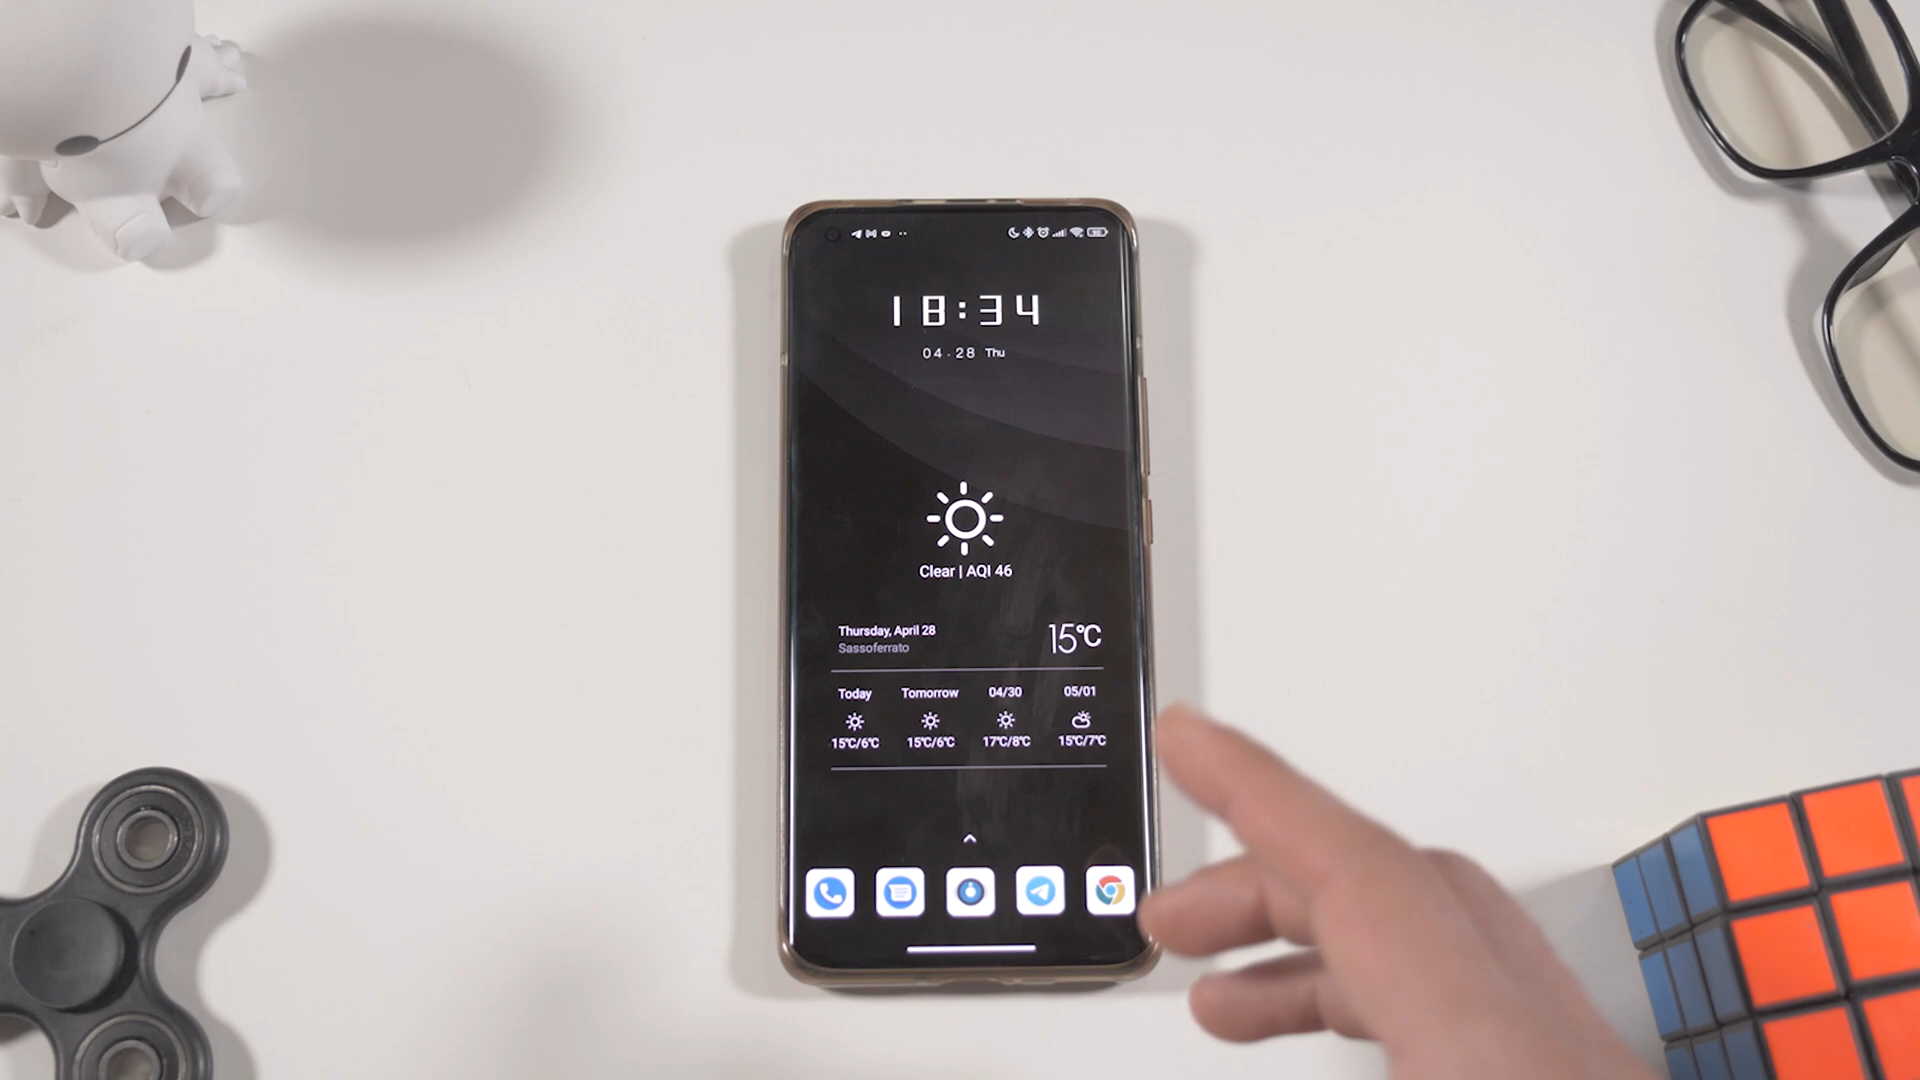 18:34
04.28 Thu
Clear | AQI 46
Thursday, April 28
Sassoferrato
15°C
Today Tomorrow 04/30 05/01
15°C/6°C 15°C/6°C 17°C/8°C 15°C/7°C